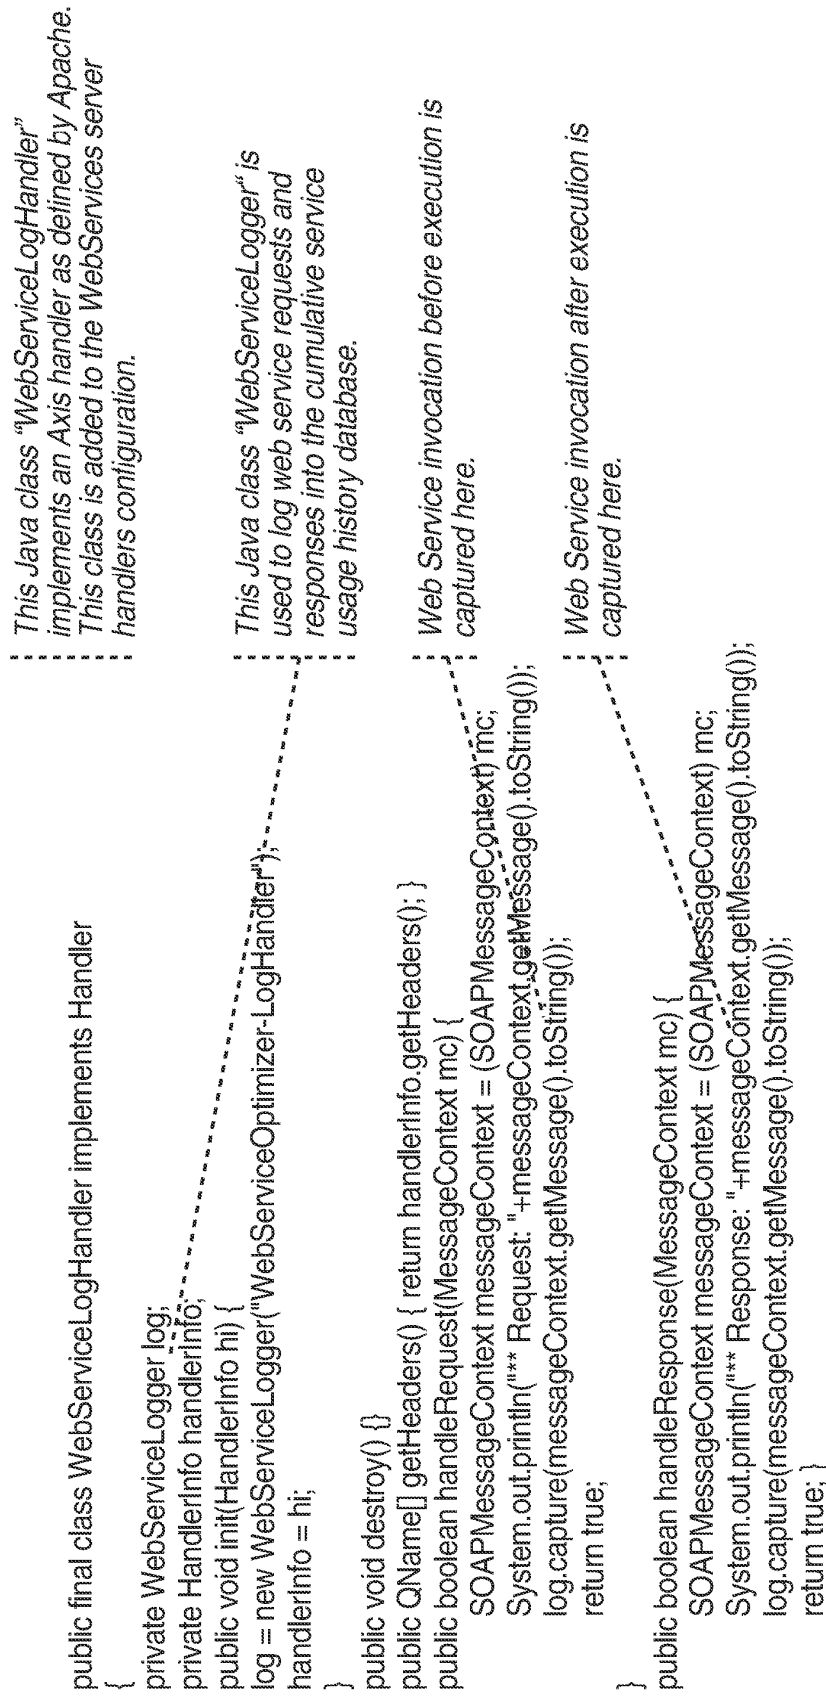 public final class WebServiceLogHandler implements Handler
{
private WebServiceLogger log;
private HandlerInfo handlerInfo;
public void init(HandlerInfo hi) {
log = new WebServiceLogger("WebServiceOptimizer-LogHandler");
handlerInfo = hi;
}
public void destroy() {}
public QName[] getHeaders() { return handlerInfo.getHeaders(); }
public boolean handleRequest(MessageContext mc) {
SOAPMessageContext messageContext = (SOAPMessageContext) mc;
System.out.println("** Request: "+messageContext.getMessage().toString());
log.capture(messageContext.getMessage().toString());
return true;
}
public boolean handleResponse(MessageContext mc) {
SOAPMessageContext messageContext = (SOAPMessageContext) mc;
System.out.println("** Response: "+messageContext.getMessage().toString());
log.capture(messageContext.getMessage().toString());
return true; }
This Java class “WebServiceLogHandler”
implements an Axis handler as defined by Apache.
This class is added to the WebServices server
handlers configuration.
This Java class “WebServiceLogger“ is
used to log web service requests and
responses into the cumulative service
usage history database.
Web Service invocation before execution is
captured here.
Web Service invocation after execution is
captured here.